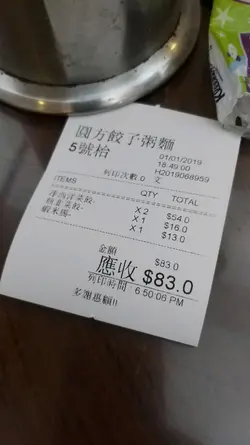 圓方餃子粥麵
5號枱
01/01/2019
18:49:00
列印次數 0 文 H2019068959
ITEMS QTY TOTAL
X 2 $54.0
X 1 $16.0
X 1 $13.0
金額 $83.0
應收 $83.0
列印時間: 6:50:06 PM
多謝惠顧!!